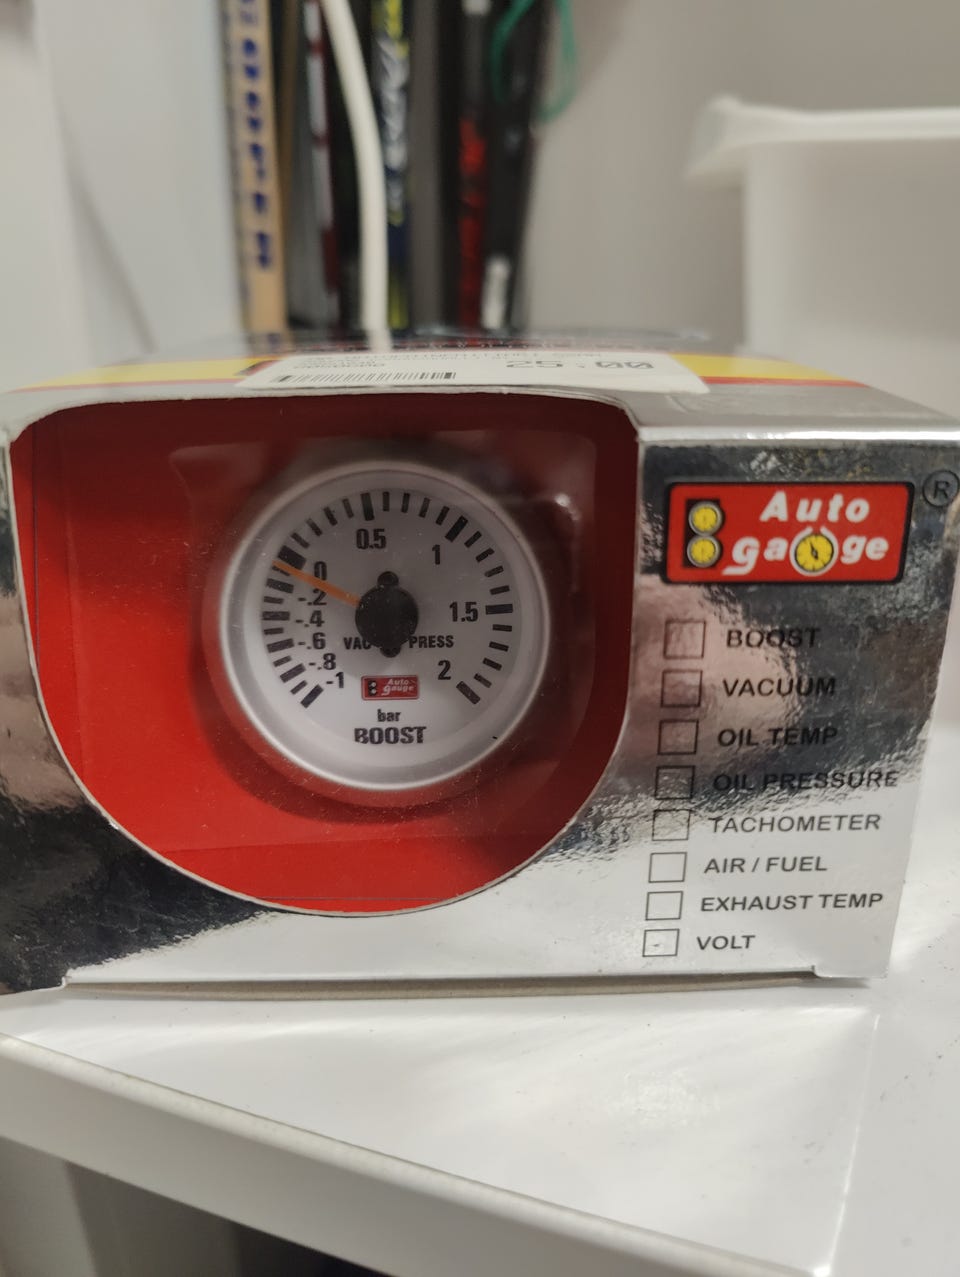 25.00
Auto
gauge
®
0.5
1
0
-.2
-.4
1.5
-.6
VAC
PRESS
-.8
2
-1
Auto
gauge
bar
BOOST
BOOST
VACUUM
OIL TEMP
OIL PRESSURE
TACHOMETER
AIR / FUEL
EXHAUST TEMP
VOLT